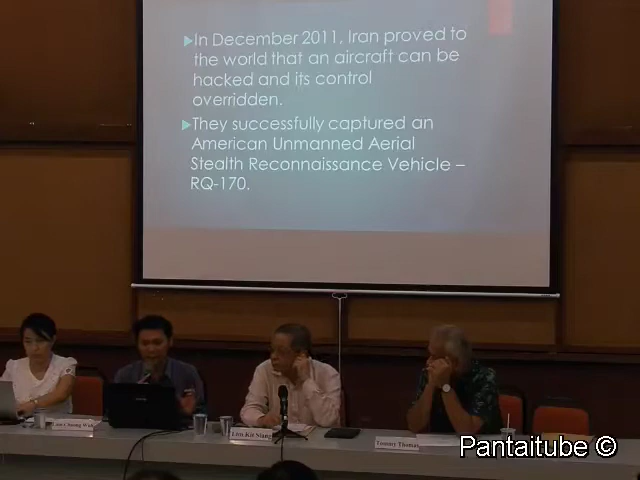 In December 2011, Iran proved to
the world that an aircraft can be
hacked and its control
overridden.
They successfully captured an
American Unmanned Aerial
Stealth Reconnaissance Vehicle –
RQ-170.
Lim Kit Siang
Tommy Thomas
Pantaitube ©